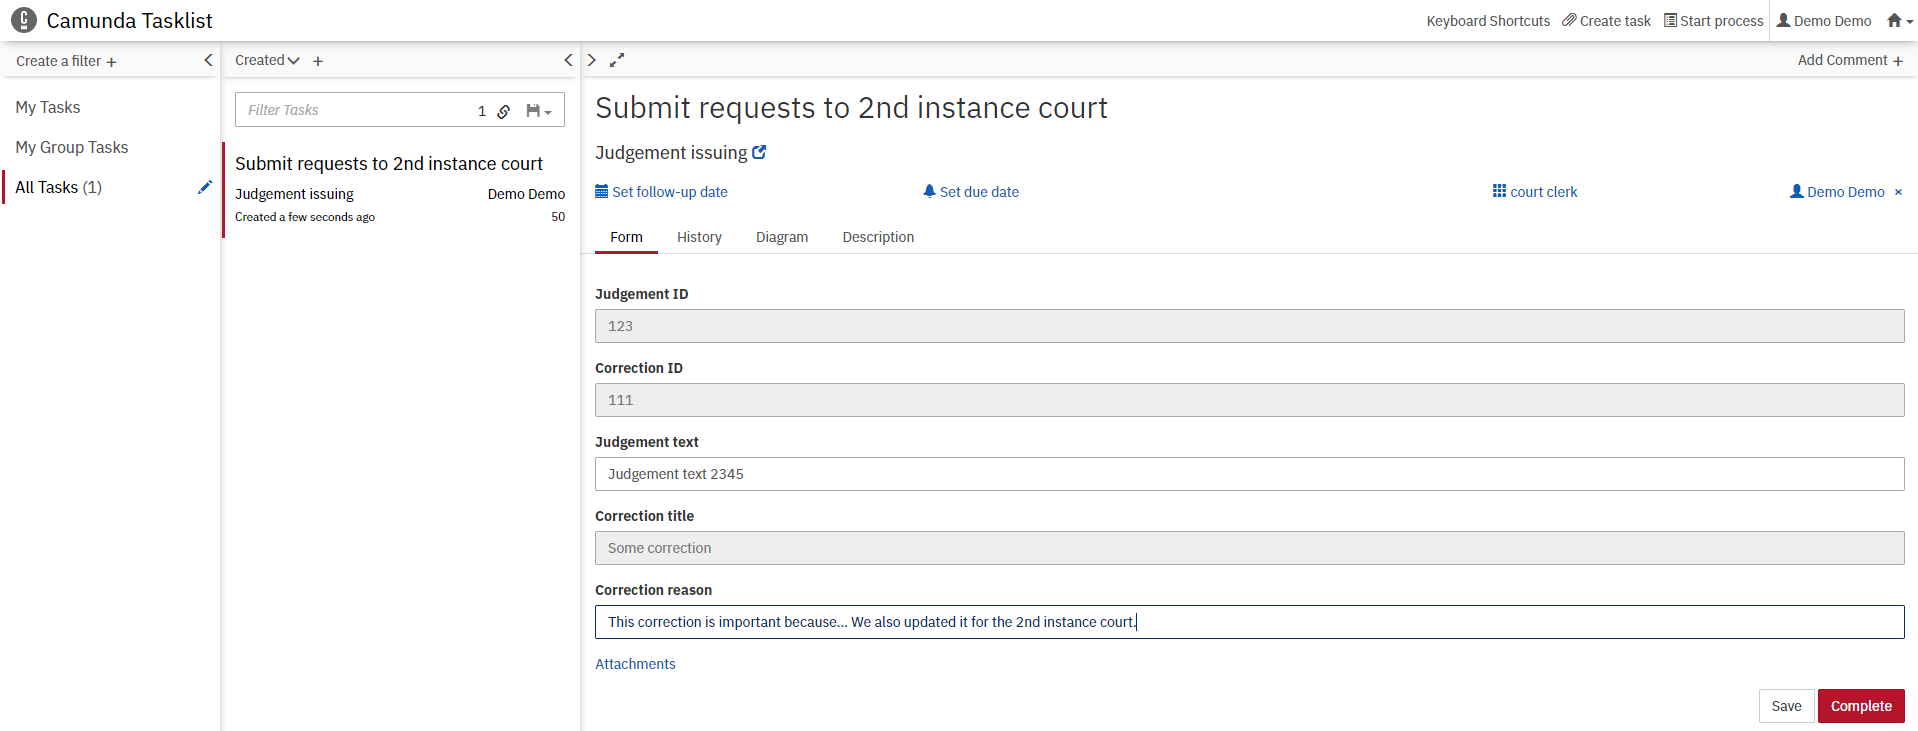 Camunda Tasklist
Keyboard Shortcuts Create task Start process Demo Demo
Create a filter +
Created +
Add Comment +
My Tasks
My Group Tasks
All Tasks (1)
Filter Tasks 1
Submit requests to 2nd instance court
Judgement issuing Demo Demo
Created a few seconds ago 50
Submit requests to 2nd instance court
Judgement issuing
Set follow-up date Set due date court clerk Demo Demo ×
Form History Diagram Description
Judgement ID
123
Correction ID
111
Judgement text
Judgement text 2345
Correction title
Some correction
Correction reason
This correction is important because... We also updated it for the 2nd instance court.
Attachments
Save Complete